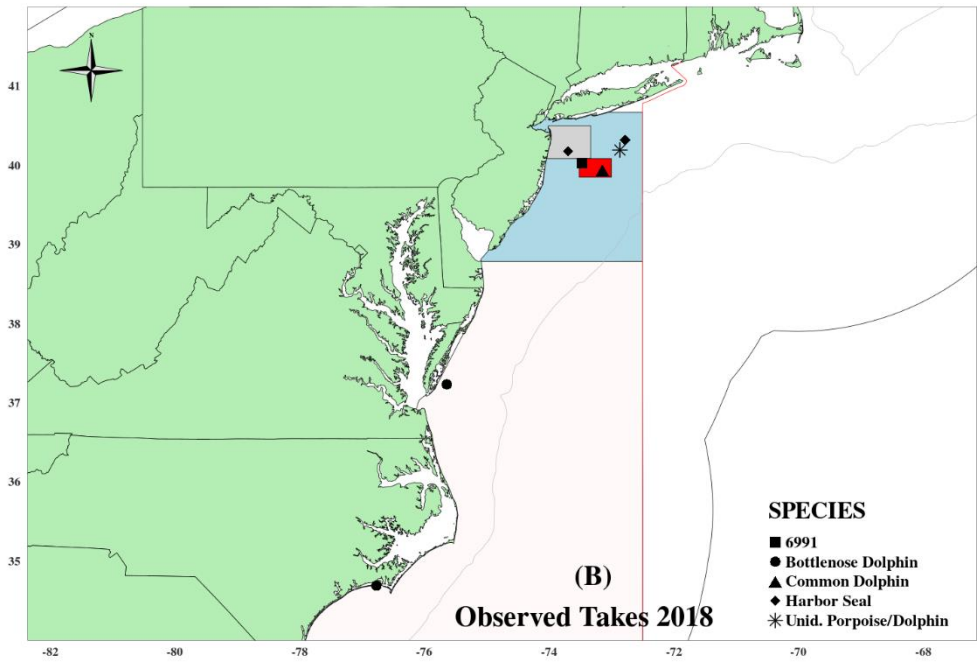 N
41
40
39
38
37
36
35
SPECIES
6991
Bottlenose Dolphin
Common Dolphin
Harbor Seal
Unid. Porpoise/Dolphin
(B)
Observed Takes 2018
-82 -80 -78 -76 -74 -72 -70 -68